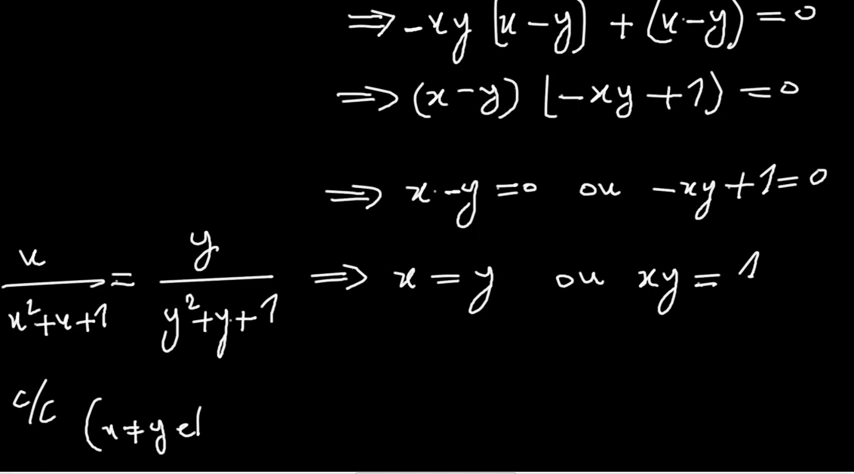 ⟹ -xy [x-y] + (x-y) = 0
⟹ (x-y) [-xy+1) = 0
⟹ x-y=0 ou -xy+1=0
x/(x²+x+1) = y/(y²+y+1) ⟹ x = y ou xy = 1
c/c (x≠y et